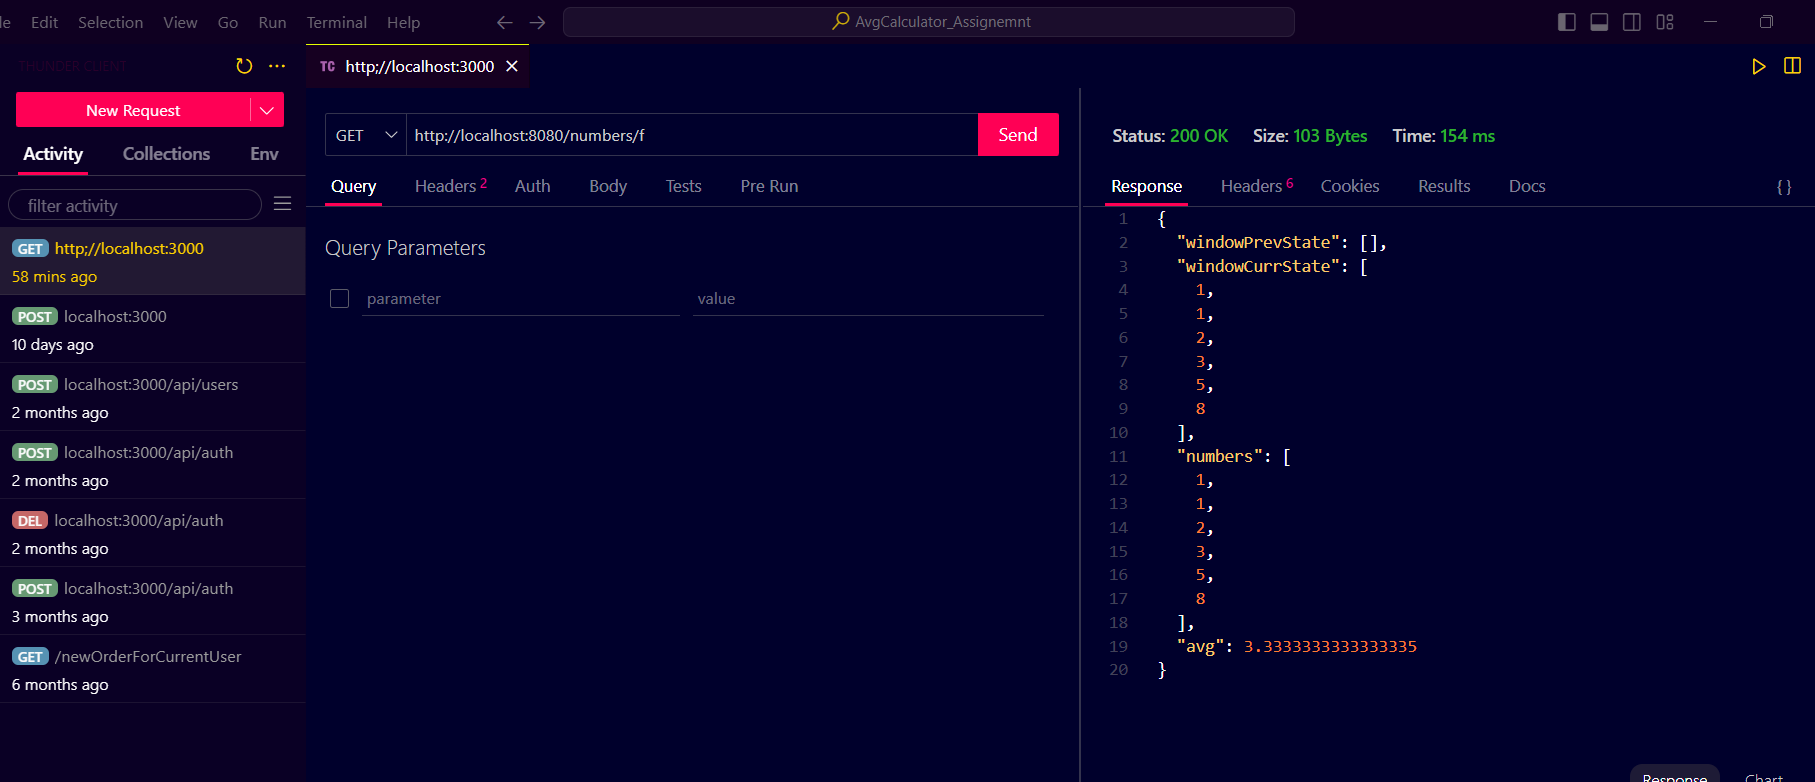 le Edit Selection View Go Run Terminal Help AvgCalculator_Assignemnt
THUNDER CLIENT
TC http;//localhost:3000
New Request
Activity Collections Env
filter activity
GET http;//localhost:3000
58 mins ago
POST localhost:3000
10 days ago
POST localhost:3000/api/users
2 months ago
POST localhost:3000/api/auth
2 months ago
DEL localhost:3000/api/auth
2 months ago
POST localhost:3000/api/auth
3 months ago
GET /newOrderForCurrentUser
6 months ago
GET http://localhost:8080/numbers/f Send
Query Headers 2 Auth Body Tests Pre Run
Query Parameters
parameter value
Status: 200 OK Size: 103 Bytes Time: 154 ms
Response Headers 6 Cookies Results Docs {}
1 {
2 "windowPrevState": [],
3 "windowCurrState": [
4 1,
5 1,
6 2,
7 3,
8 5,
9 8
10 ],
11 "numbers": [
12 1,
13 1,
14 2,
15 3,
16 5,
17 8
18 ],
19 "avg": 3.3333333333333335
20 }
Response Chart